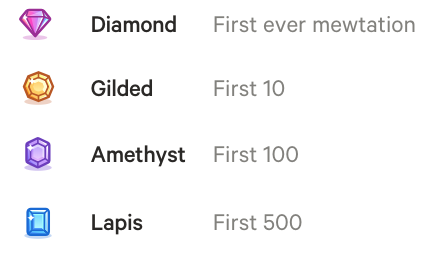 Diamond First ever mewtation
Gilded First 10
Amethyst First 100
Lapis First 500